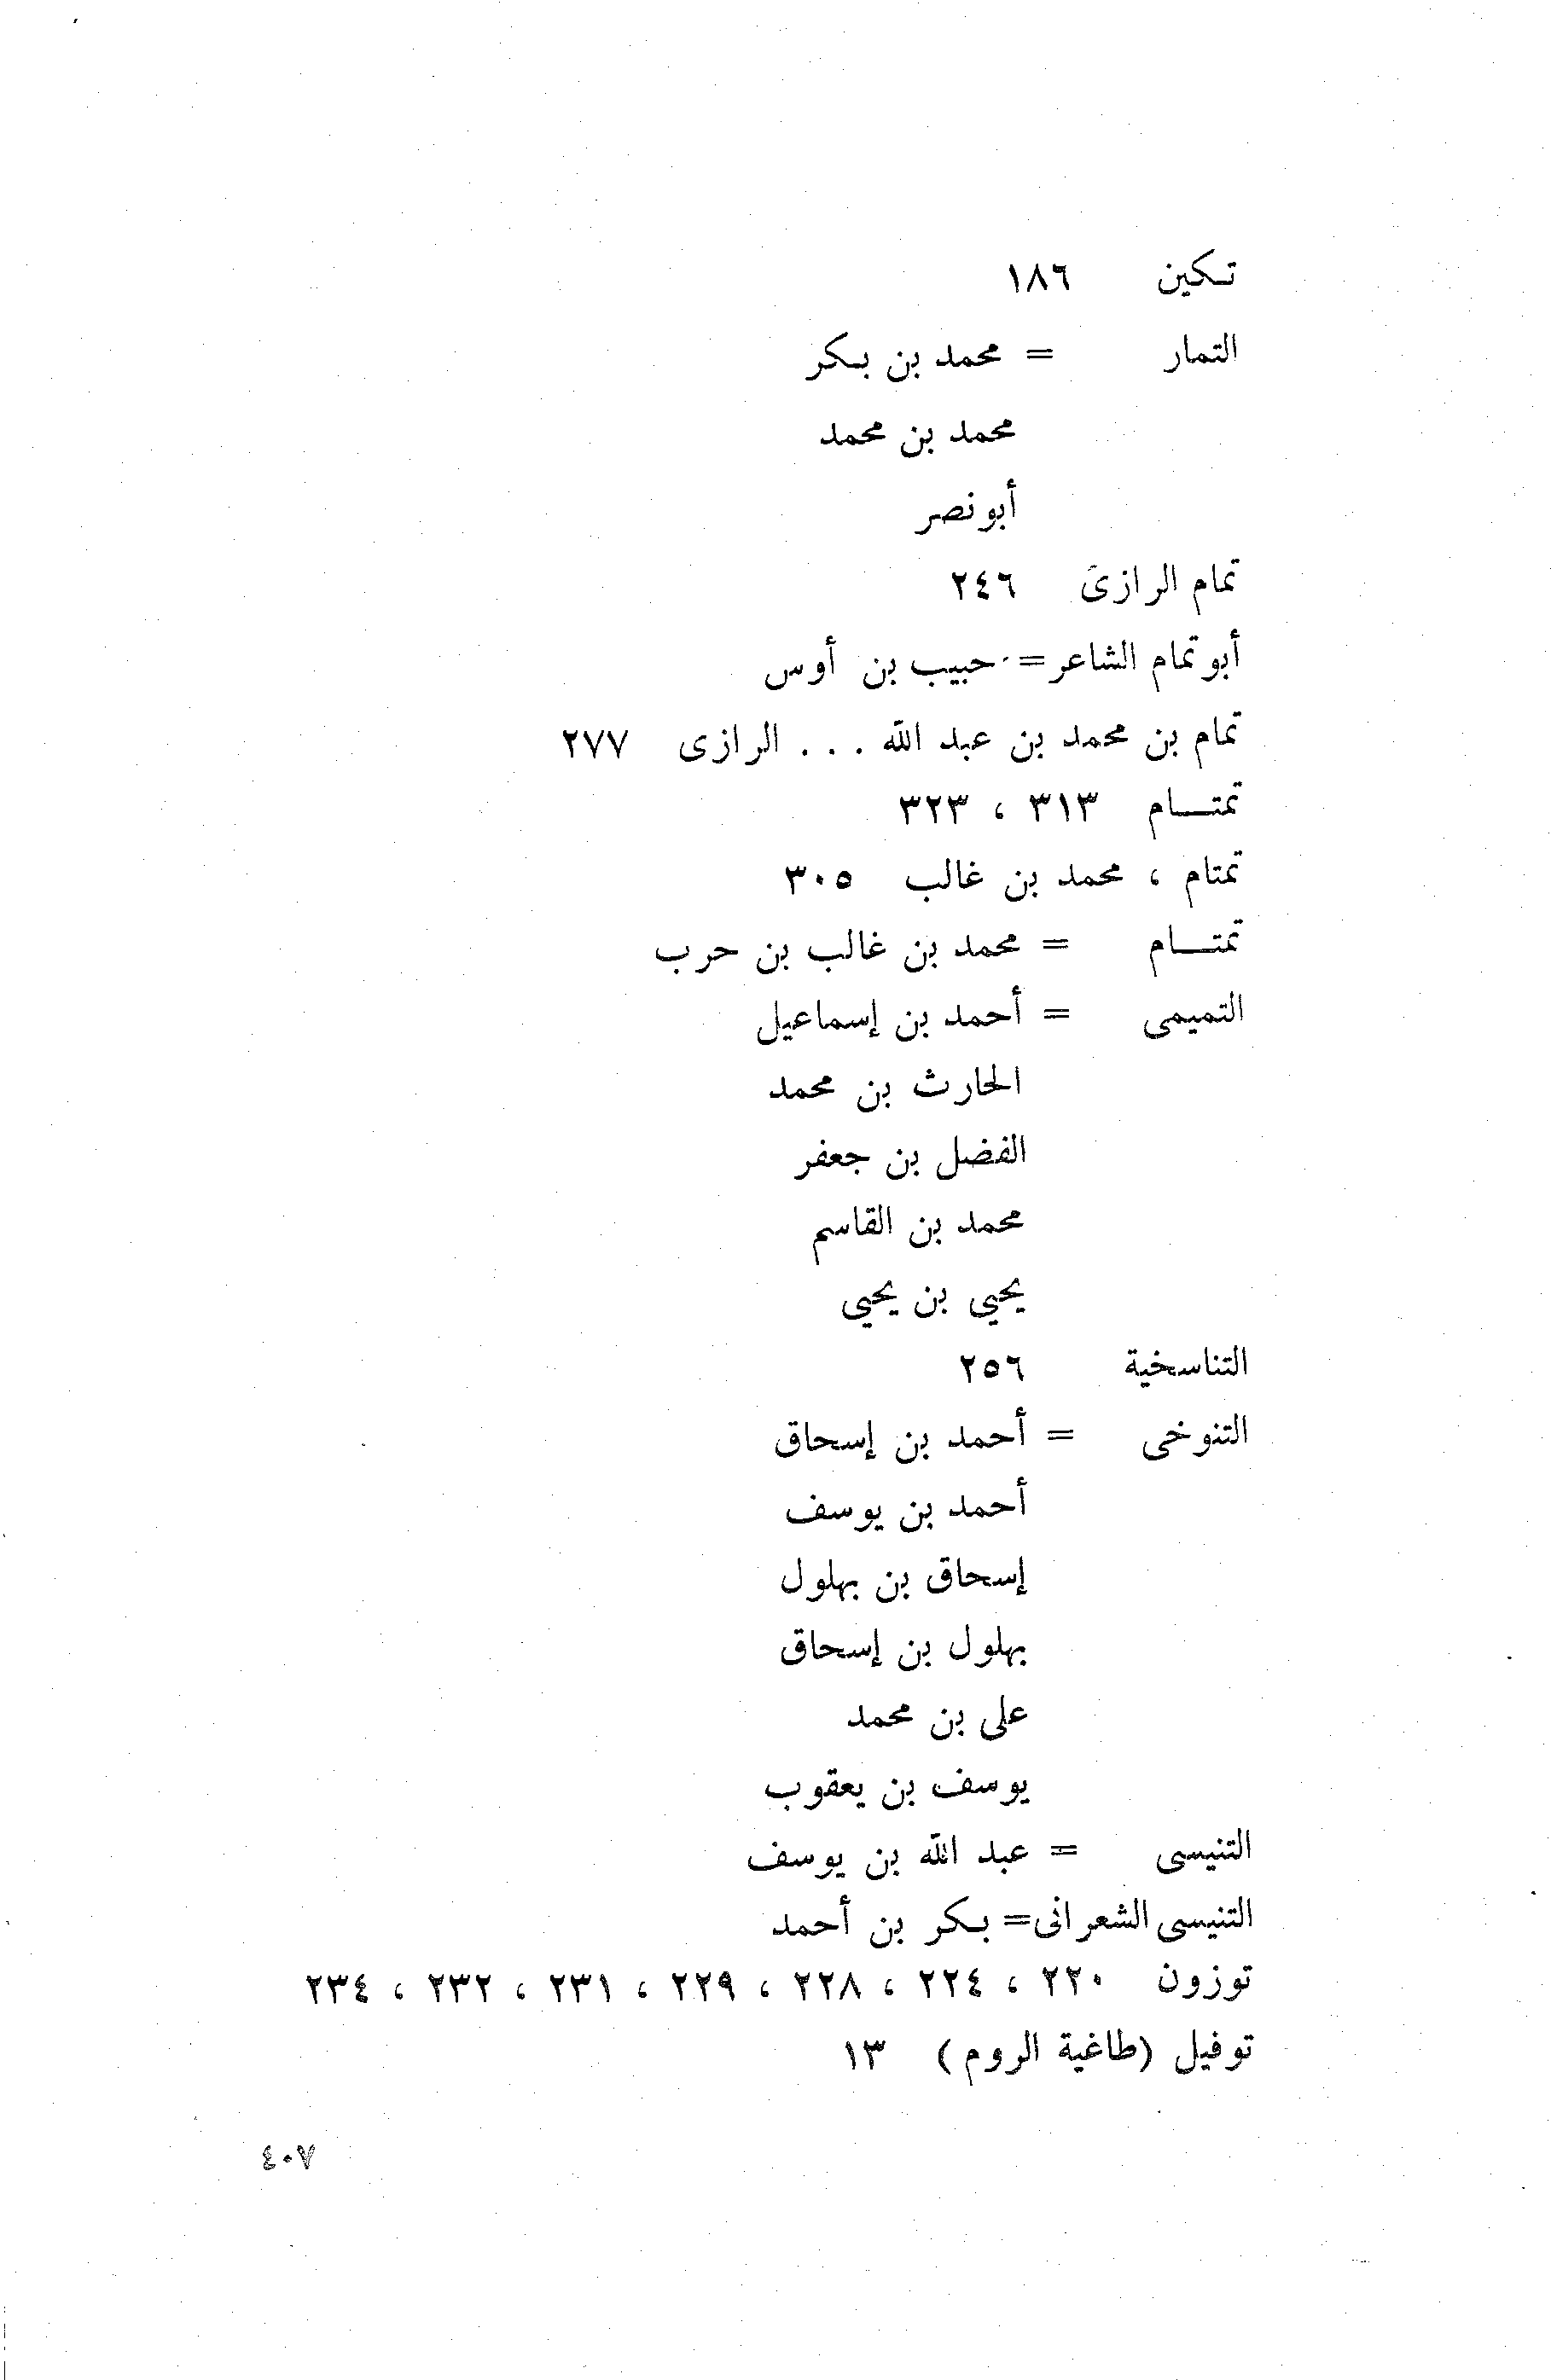 تكين ١٨٦
التمار = محمد بن بكر
محمد بن محمد
أبو نصر
تمام الرازى ٢٤٦
أبو تمام الشاعر = حبيب بن أوس
تمام بن محمد بن عبد الله . . . الرازى ٢٧٧
تمتـــام ٣١٣ ، ٣٢٣
تمتام ، محمد بن غالب ٣٠٥
تمتـــام = محمد بن غالب بن حرب
التميمى = أحمد بن إسماعيل
الحارث بن محمد
الفضل بن جعفر
محمد بن القاسم
يحيي بن يحيي
التناسخية ٢٥٦
التنوخى = أحمد بن إسحاق
أحمد بن يوسف
إسحاق بن بهلول
بهلول بن إسحاق
على بن محمد
يوسف بن يعقوب
التنيسى = عبد الله بن يوسف
التنيسى الشعرانى = بكر بن أحمد
توزون ٢٢٠ ، ٢٢٤ ، ٢٢٨ ، ٢٢٩ ، ٢٣١ ، ٢٣٢ ، ٢٣٤
توفيل (طاغية الروم) ١٣
٤٠٧